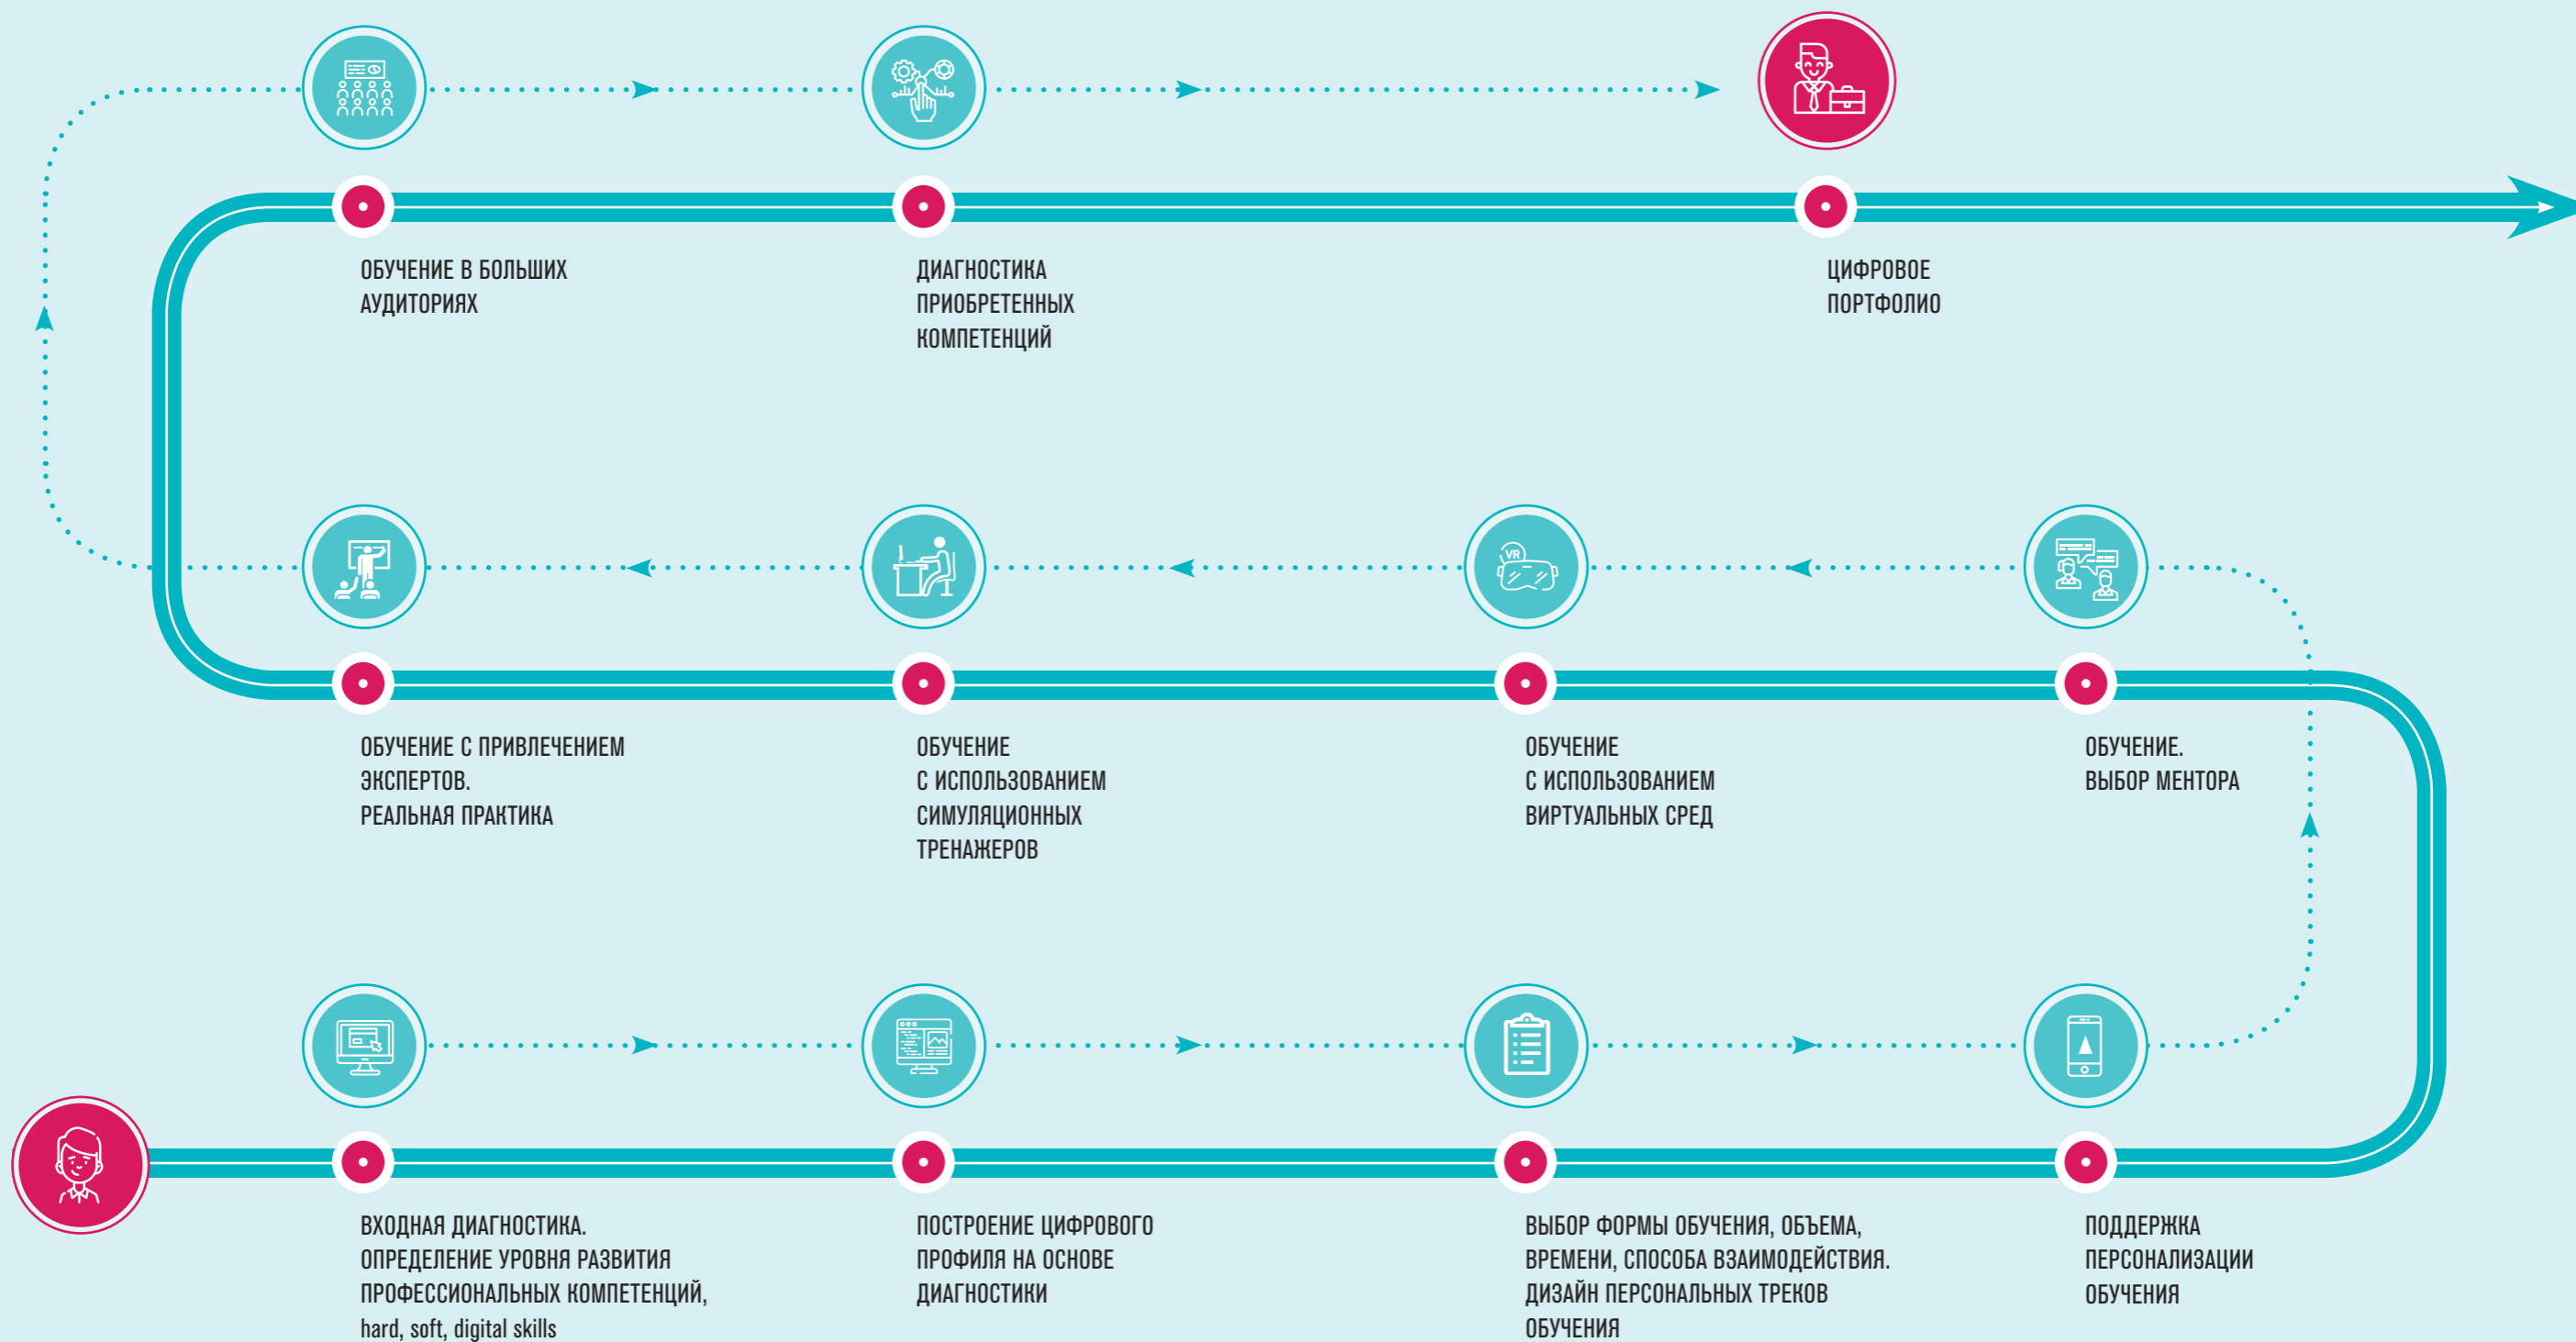 ОБУЧЕНИЕ В БОЛЬШИХ
АУДИТОРИЯХ
ДИАГНОСТИКА
ПРИОБРЕТЕННЫХ
КОМПЕТЕНЦИЙ
ЦИФРОВОЕ
ПОРТФОЛИО
VR
ОБУЧЕНИЕ С ПРИВЛЕЧЕНИЕМ
ЭКСПЕРТОВ.
РЕАЛЬНАЯ ПРАКТИКА
ОБУЧЕНИЕ
С ИСПОЛЬЗОВАНИЕМ
СИМУЛЯЦИОННЫХ
ТРЕНАЖЕРОВ
ОБУЧЕНИЕ
С ИСПОЛЬЗОВАНИЕМ
ВИРТУАЛЬНЫХ СРЕД
ОБУЧЕНИЕ.
ВЫБОР МЕНТОРА
ВХОДНАЯ ДИАГНОСТИКА.
ОПРЕДЕЛЕНИЕ УРОВНЯ РАЗВИТИЯ
ПРОФЕССИОНАЛЬНЫХ КОМПЕТЕНЦИЙ,
hard, soft, digital skills
ПОСТРОЕНИЕ ЦИФРОВОГО
ПРОФИЛЯ НА ОСНОВЕ
ДИАГНОСТИКИ
ВЫБОР ФОРМЫ ОБУЧЕНИЯ, ОБЪЕМА,
ВРЕМЕНИ, СПОСОБА ВЗАИМОДЕЙСТВИЯ.
ДИЗАЙН ПЕРСОНАЛЬНЫХ ТРЕКОВ
ОБУЧЕНИЯ
ПОДДЕРЖКА
ПЕРСОНАЛИЗАЦИИ
ОБУЧЕНИЯ